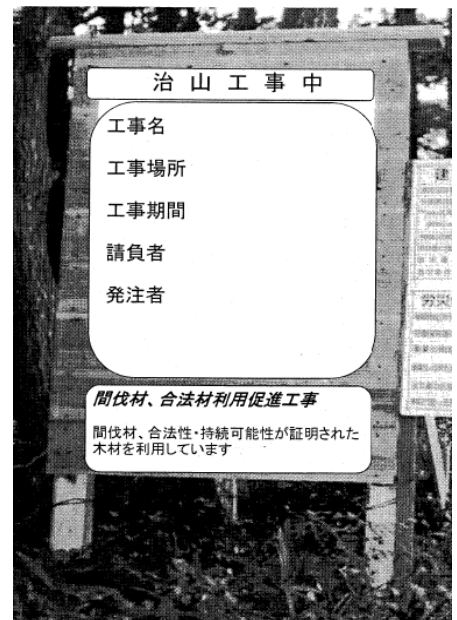 治山工事中
工事名
工事場所
工事期間
請負者
発注者
間伐材、合法材利用促進工事
間伐材、合法性・持続可能性が証明された
木材を利用しています